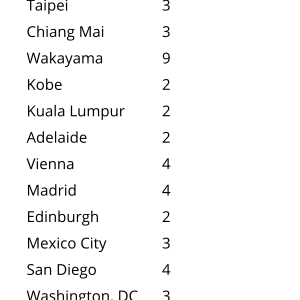 Taipei 3
Chiang Mai 3
Wakayama 9
Kobe 2
Kuala Lumpur 2
Adelaide 2
Vienna 4
Madrid 4
Edinburgh 2
Mexico City 3
San Diego 4
Washington, DC 3